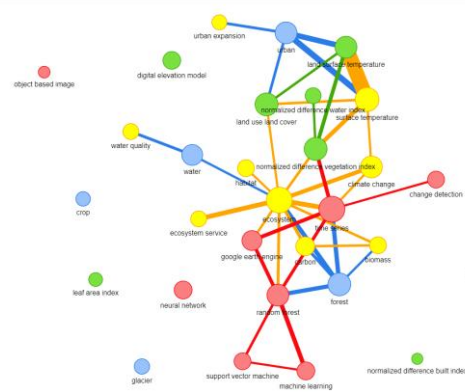 urban expansion
urban
land surface temperature
digital elevation model
object based image
normalized difference water index
land use land cover
surface temperature
water quality
water
normalized difference vegetation index
habitat
climate change
change detection
crop
ecosystem
ecosystem service
time series
google earth engine
carbon
biomass
leaf area index
neural network
forest
random forest
glacier
support vector machine
machine learning
normalized difference built index